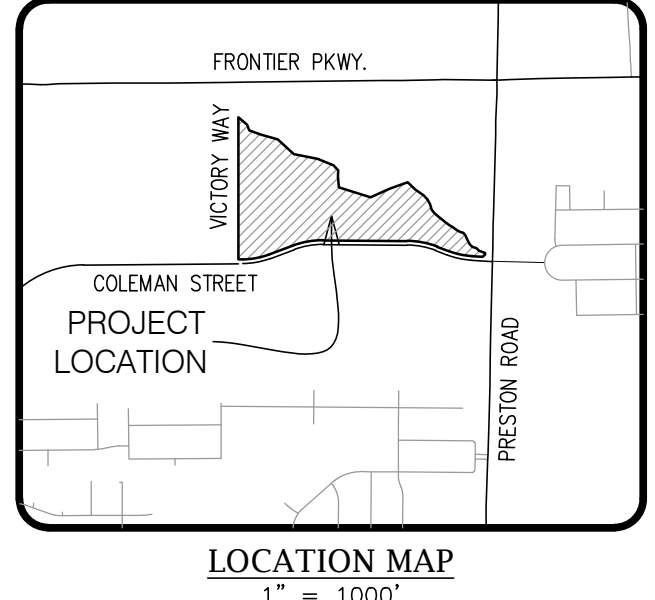 FRONTIER PKWY.
VICTORY WAY
COLEMAN STREET
PROJECT
LOCATION
PRESTON ROAD
LOCATION MAP
1" = 1000'